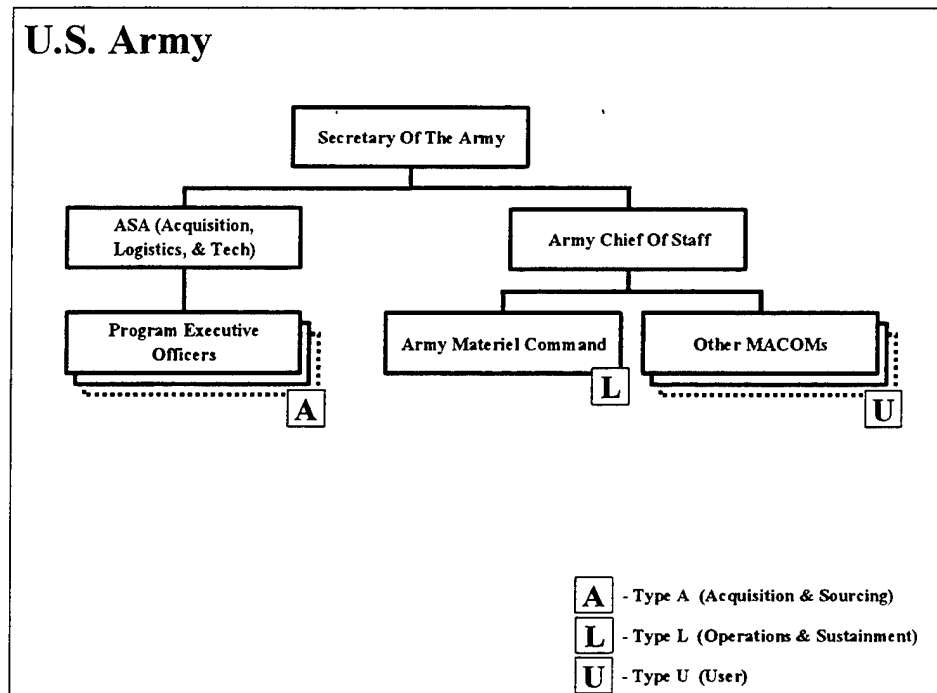 U.S. Army
Secretary Of The Army
ASA (Acquisition,
Logistics, & Tech)
Army Chief Of Staff
Program Executive
Officers
Army Materiel Command
Other MACOMs
A
L
U
A - Type A (Acquisition & Sourcing)
L - Type L (Operations & Sustainment)
U - Type U (User)